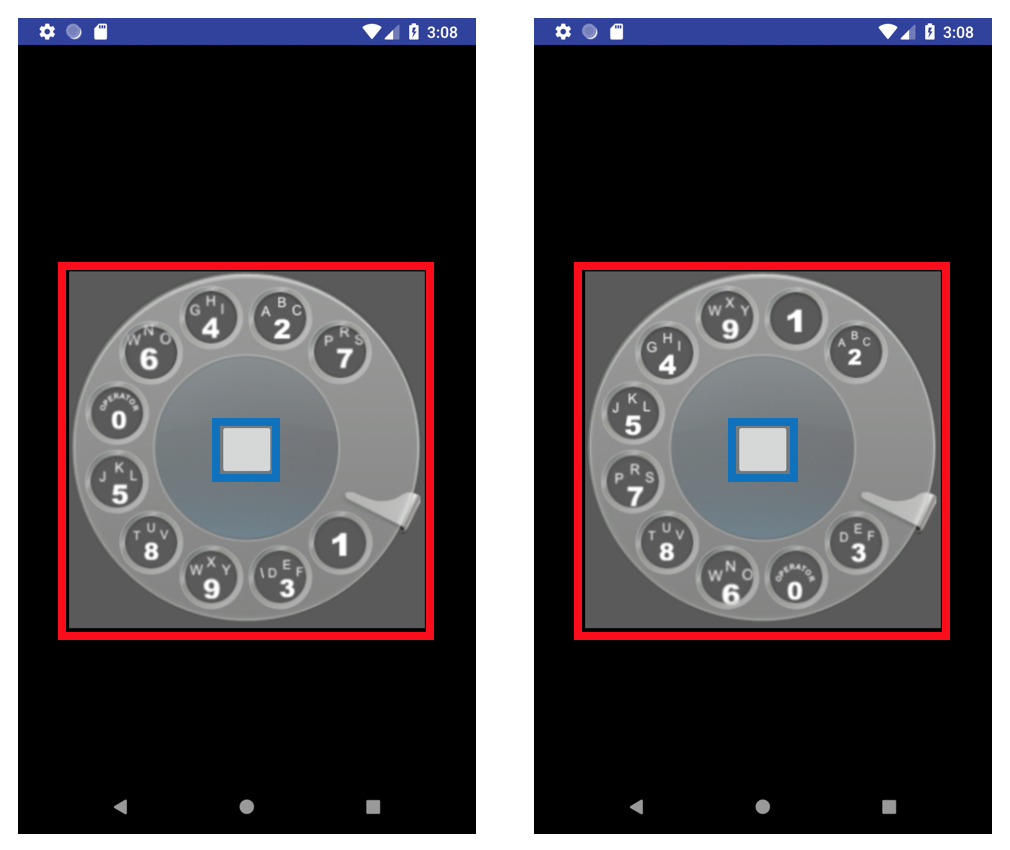 3:08
GHI
4
ABC
2
WNO
6
PRS
7
OPERATOR
0
JKL
5
TUV
8
1
WXY
9
\DEF
3
3:08
WXY
9
1
GHI
4
ABC
2
JKL
5
PRS
7
TUV
8
DEF
3
WNO
6
OPERATOR
0